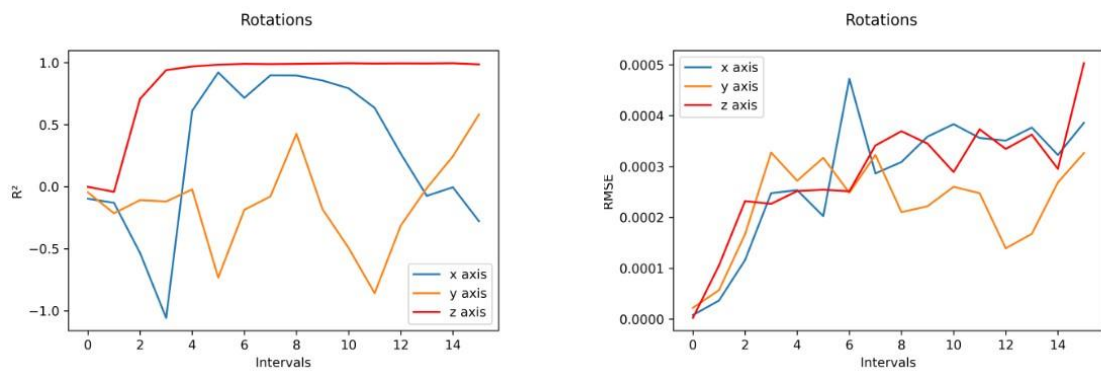 Rotations
R²
1.0
0.5
0.0
−0.5
−1.0
x axis
y axis
z axis
0 2 4 6 8 10 12 14
Intervals
Rotations
RMSE
0.0005
0.0004
0.0003
0.0002
0.0001
0.0000
x axis
y axis
z axis
0 2 4 6 8 10 12 14
Intervals